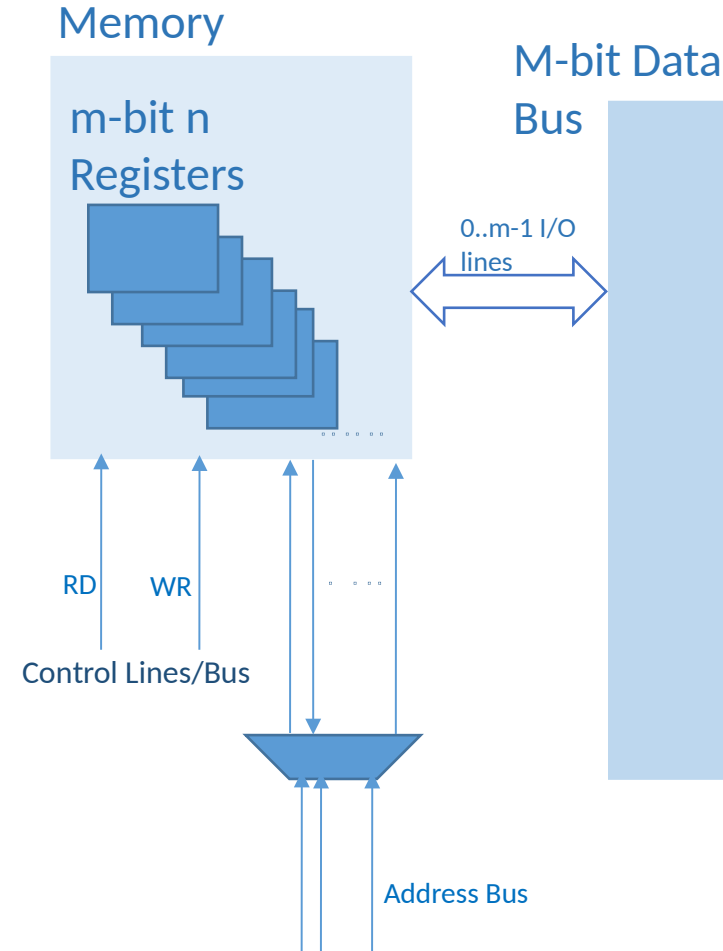 Memory
M-bit Data
Bus
m-bit n
Registers
0..m-1 I/O
lines
RD
WR
Control Lines/Bus
Address Bus